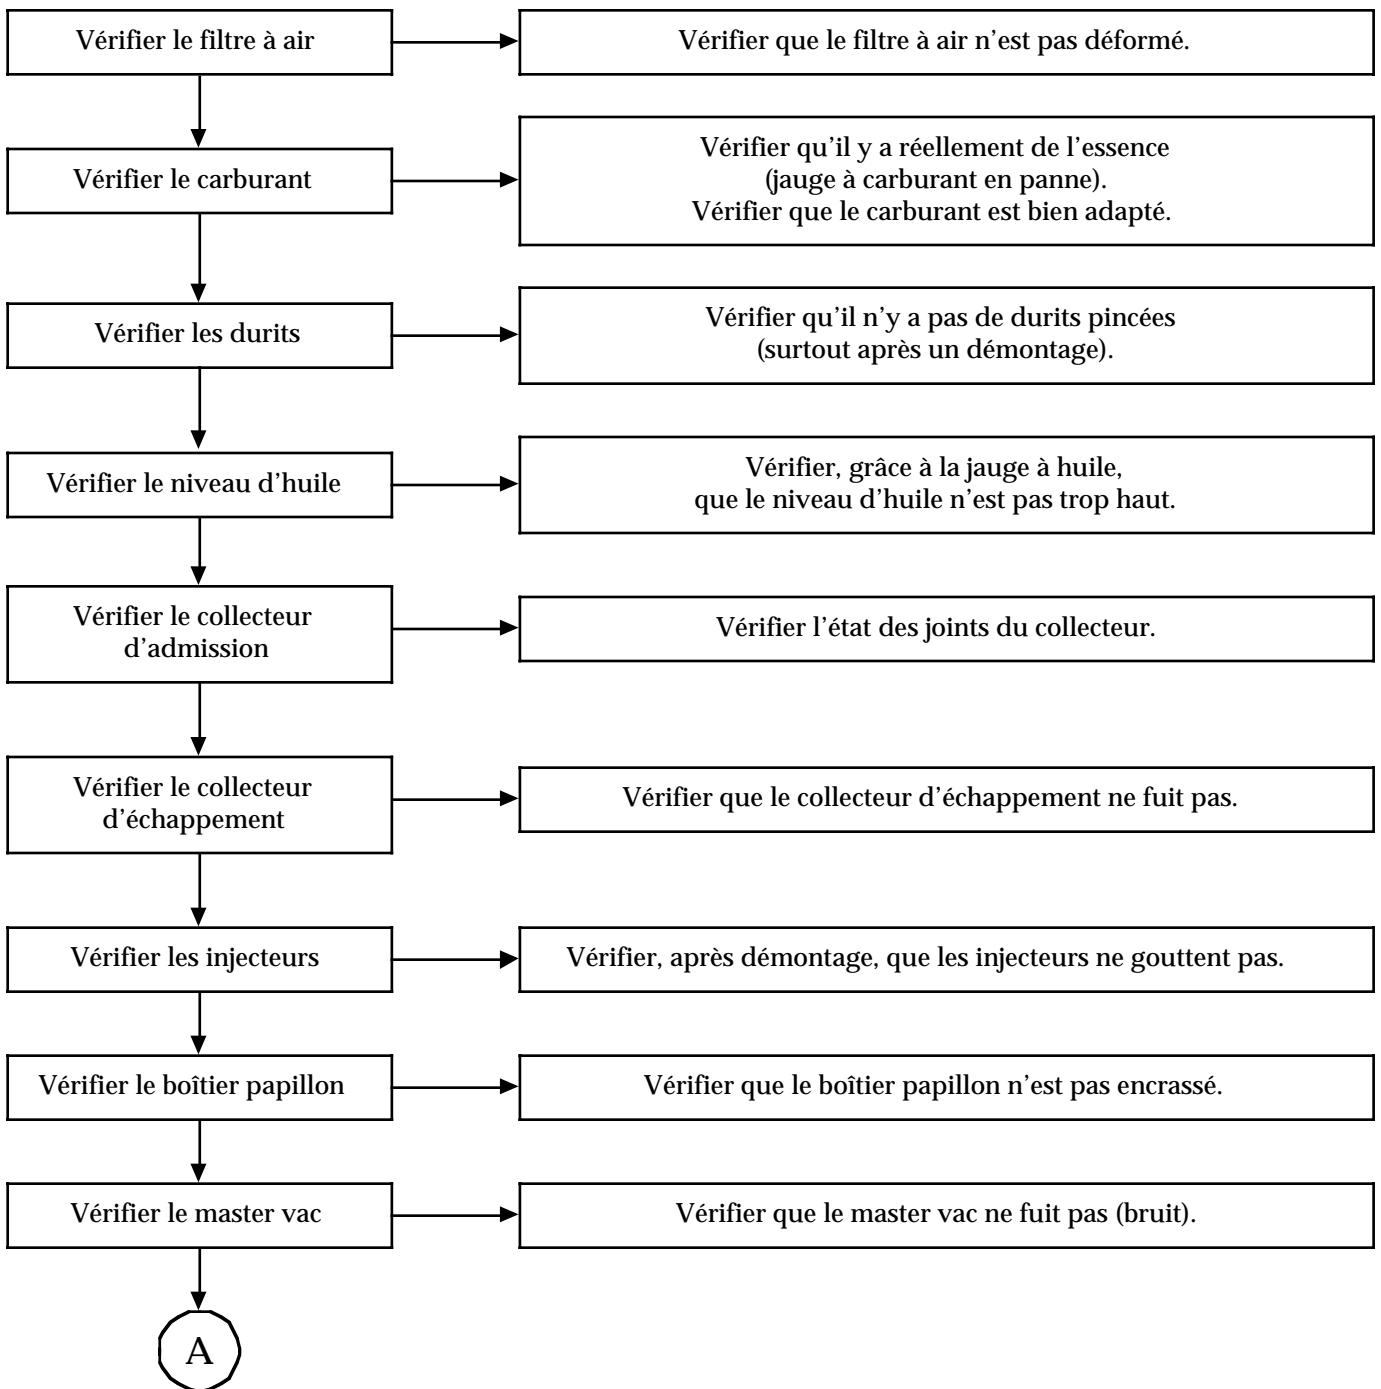 Vérifier le filtre à air
Vérifier que le filtre à air n’est pas déformé.
Vérifier le carburant
Vérifier qu’il y a réellement de l’essence
(jauge à carburant en panne).
Vérifier que le carburant est bien adapté.
Vérifier les durits
Vérifier qu’il n’y a pas de durits pincées
(surtout après un démontage).
Vérifier le niveau d’huile
Vérifier, grâce à la jauge à huile,
que le niveau d’huile n’est pas trop haut.
Vérifier le collecteur
d’admission
Vérifier l’état des joints du collecteur.
Vérifier le collecteur
d’échappement
Vérifier que le collecteur d’échappement ne fuit pas.
Vérifier les injecteurs
Vérifier, après démontage, que les injecteurs ne gouttent pas.
Vérifier le boîtier papillon
Vérifier que le boîtier papillon n’est pas encrassé.
Vérifier le master vac
Vérifier que le master vac ne fuit pas (bruit).
A